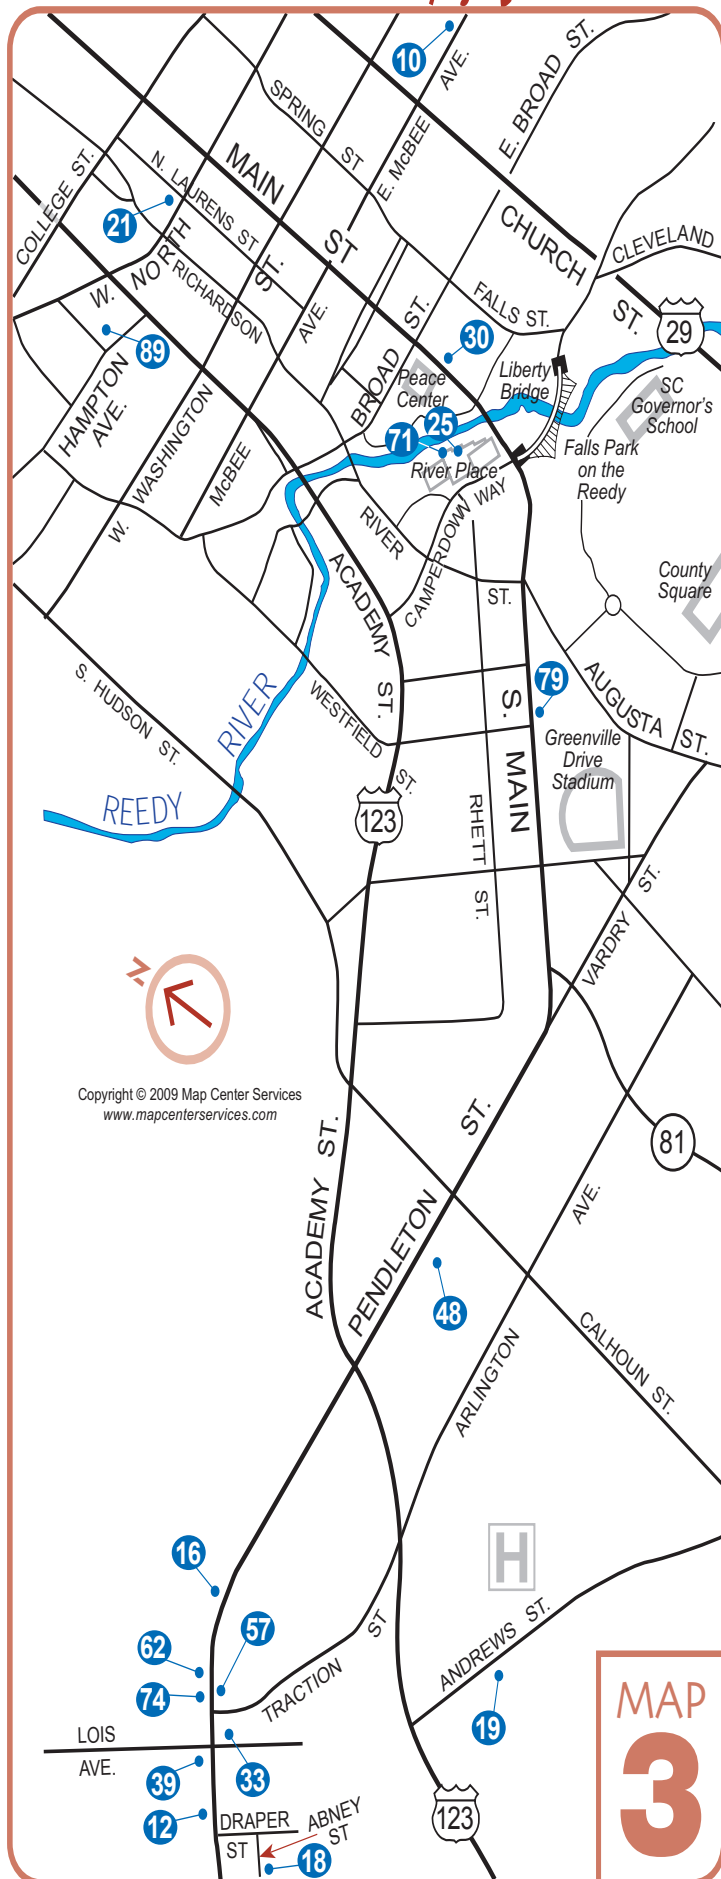 10
AVE.
E. BROAD ST.
SPRING
ST
E. McBEE
COLLEGE ST.
N. LAURENS ST
MAIN
ST
21
CHURCH
ST.
CLEVELAND
W. NORTH
ST.
RICHARDSON
AVE.
FALLS ST.
29
89
BROAD
ST.
30
HAMPTON
AVE.
Peace
Center
Liberty
Bridge
SC
Governor's
School
W. WASHINGTON
McBEE
71
25
River Place
Falls Park
on the
Reedy
CAMPERDOWN WAY
RIVER
ST.
ACADEMY
ST.
County
Square
S. HUDSON ST.
WESTFIELD
ST.
79
AUGUSTA
ST.
S. MAIN
Greenville
Drive
Stadium
REEDY
RIVER
123
RHETT
ST.
VARDRY
ST.
N
Copyright © 2009 Map Center Services
www.mapcenterservices.com
81
ACADEMY ST.
PENDLETON
ST.
48
ARLINGTON
AVE.
CALHOUN ST.
16
H
62
57
74
TRACTION
ST
ANDREWS ST.
19
LOIS
AVE.
33
39
12
DRAPER
ST
ABNEY
ST
18
123
MAP
3